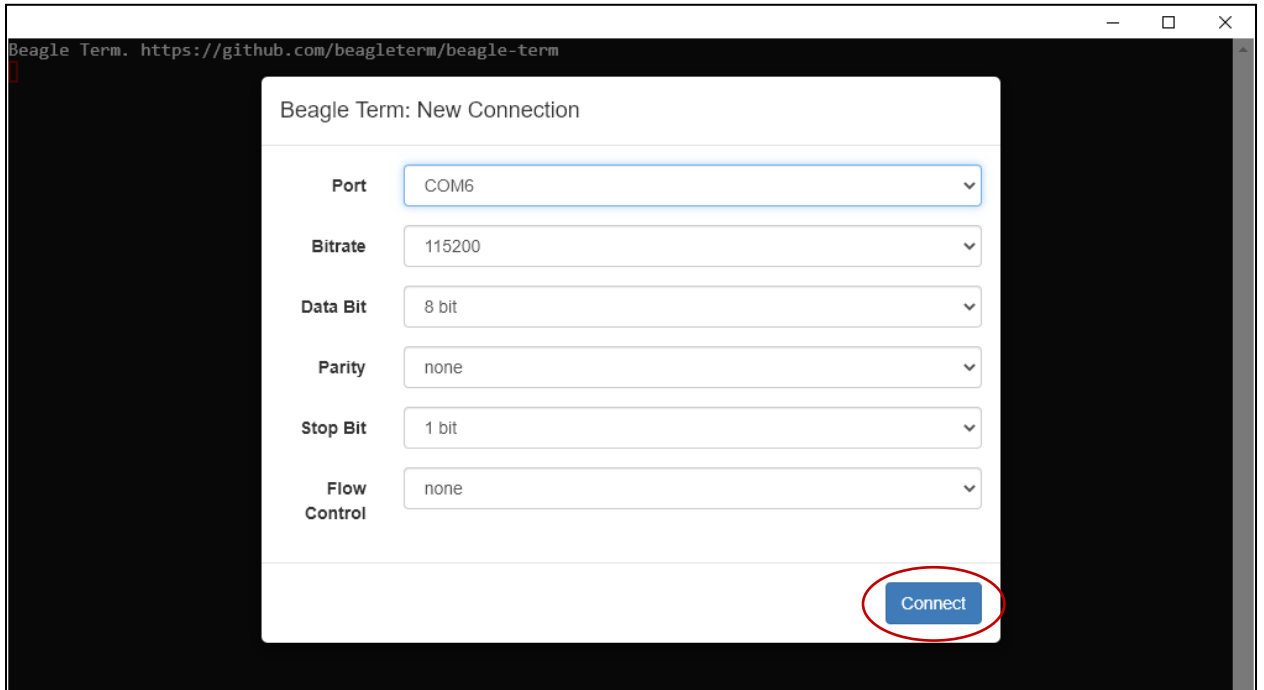 Beagle Term. https://github.com/beagleterm/beagle-term
Beagle Term: New Connection
Port COM6
Bitrate 115200
Data Bit 8 bit
Parity none
Stop Bit 1 bit
Flow Control none
Connect